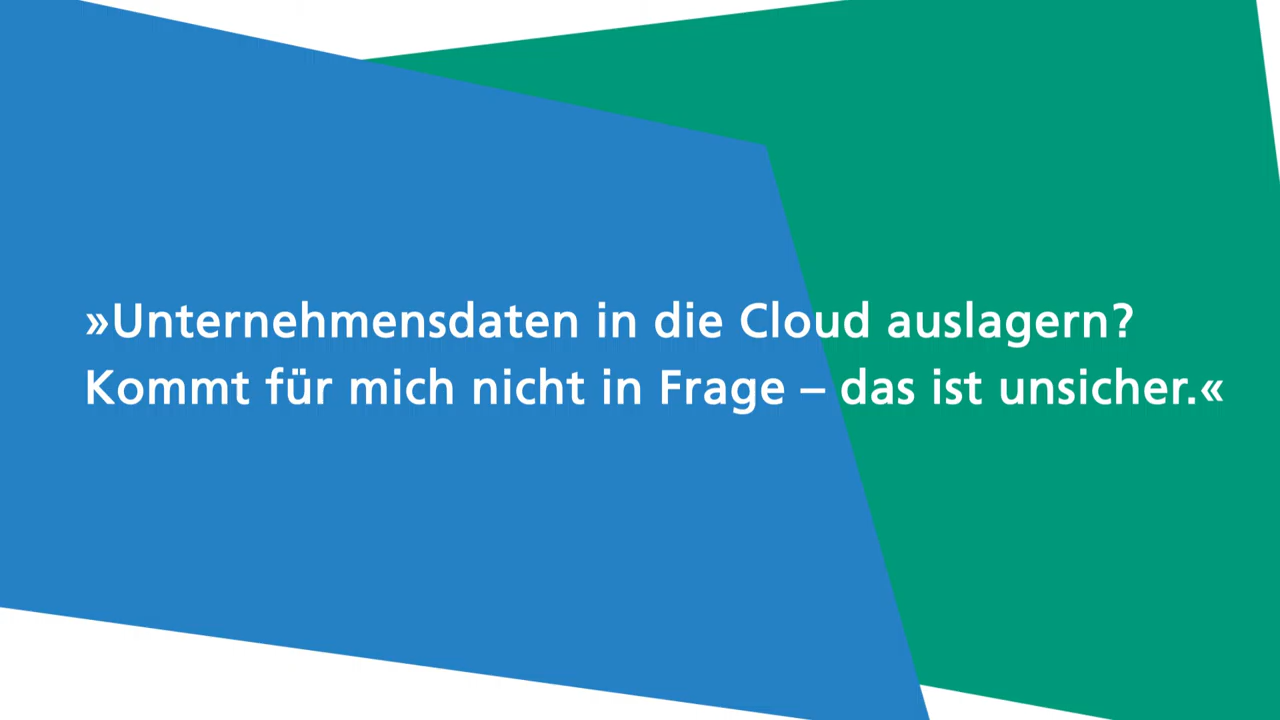 »Unternehmensdaten in die Cloud auslagern?
Kommt für mich nicht in Frage – das ist unsicher.«